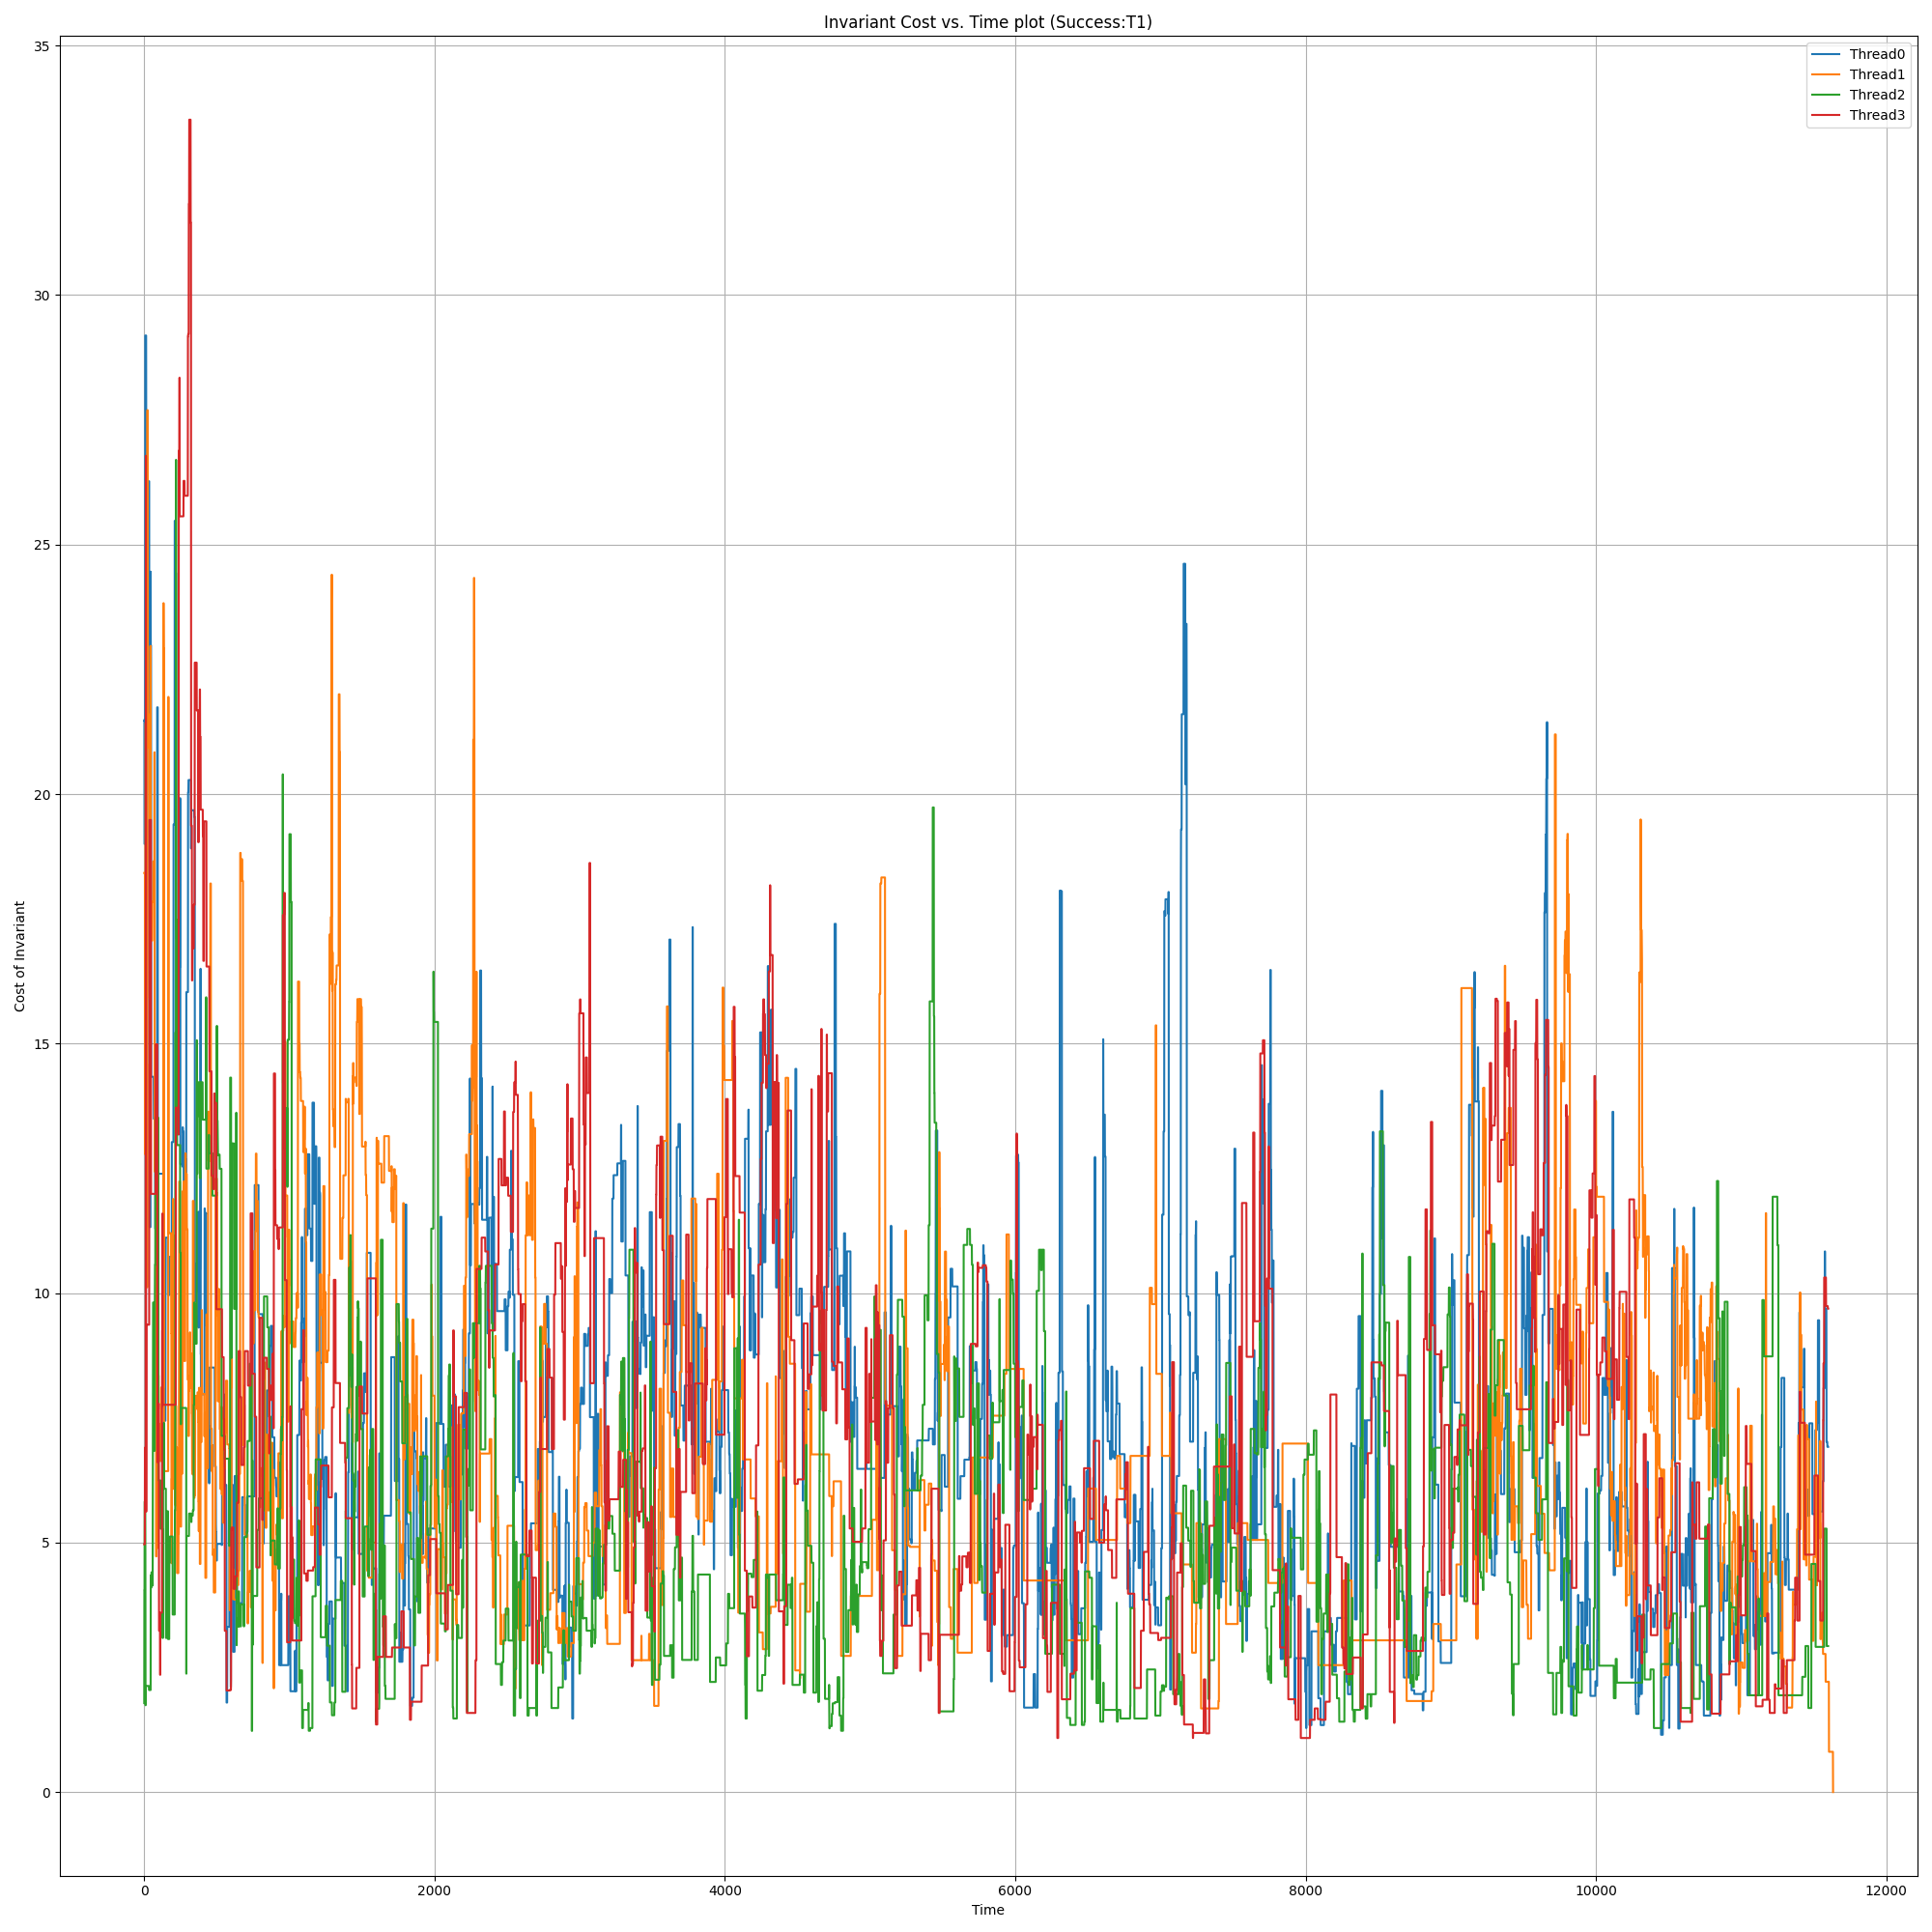 Invariant Cost vs. Time plot (Success:T1)
Thread0
Thread1
Thread2
Thread3
35
30
25
20
15
10
5
0
Cost of Invariant
0 2000 4000 6000 8000 10000 12000
Time